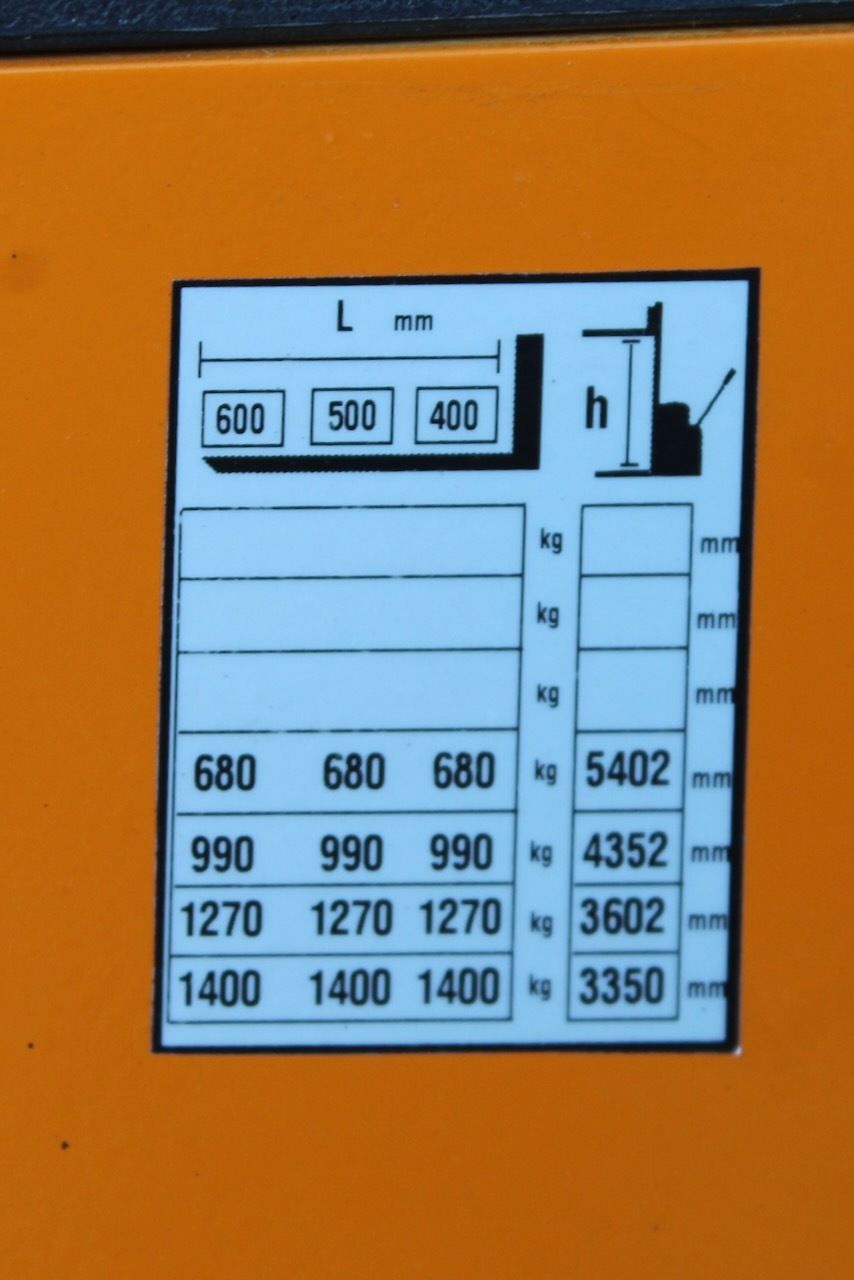 L mm
600 500 400 h
kg mm
kg mm
kg mm
680 680 680 kg 5402 mm
990 990 990 kg 4352 mm
1270 1270 1270 kg 3602 mm
1400 1400 1400 kg 3350 mm